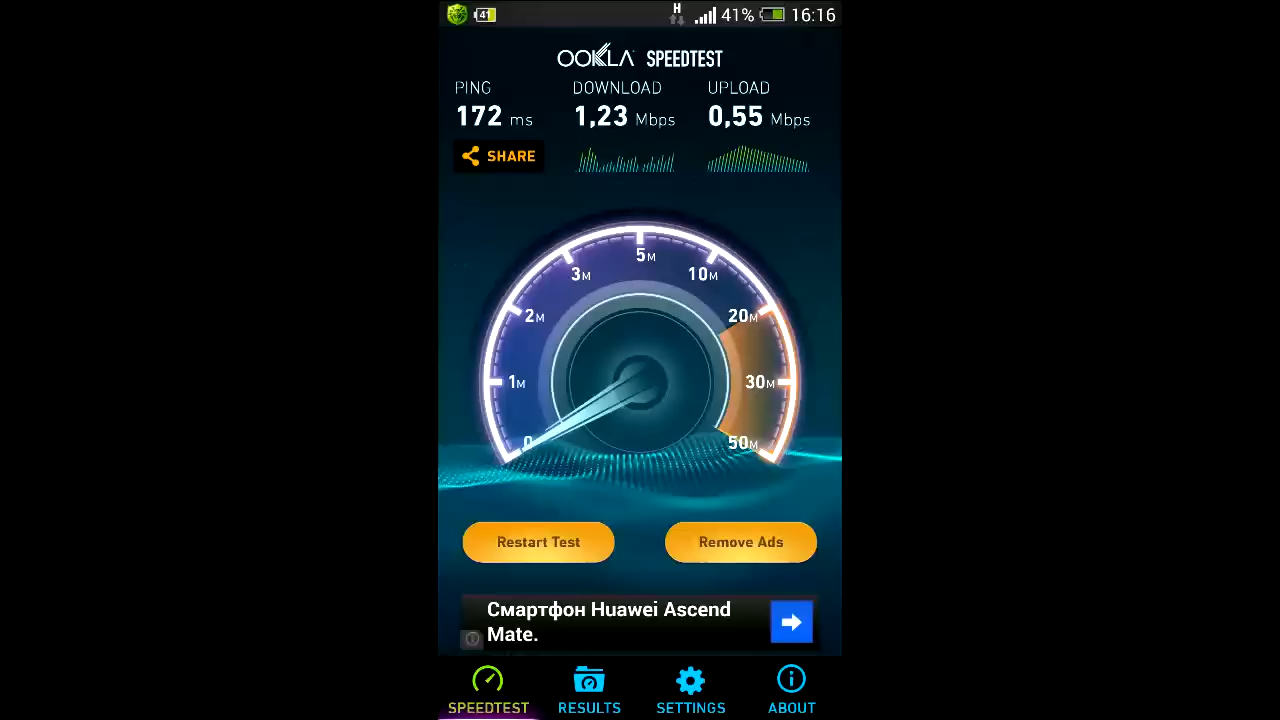 41 H 41% 16:16
OOKLA SPEEDTEST
PING DOWNLOAD UPLOAD
172 ms 1,23 Mbps 0,55 Mbps
SHARE
5M
3M 10M
2M 20M
1M 30M
0 50M
Restart Test Remove Ads
Смартфон Huawei Ascend
Mate.
SPEEDTEST RESULTS SETTINGS ABOUT